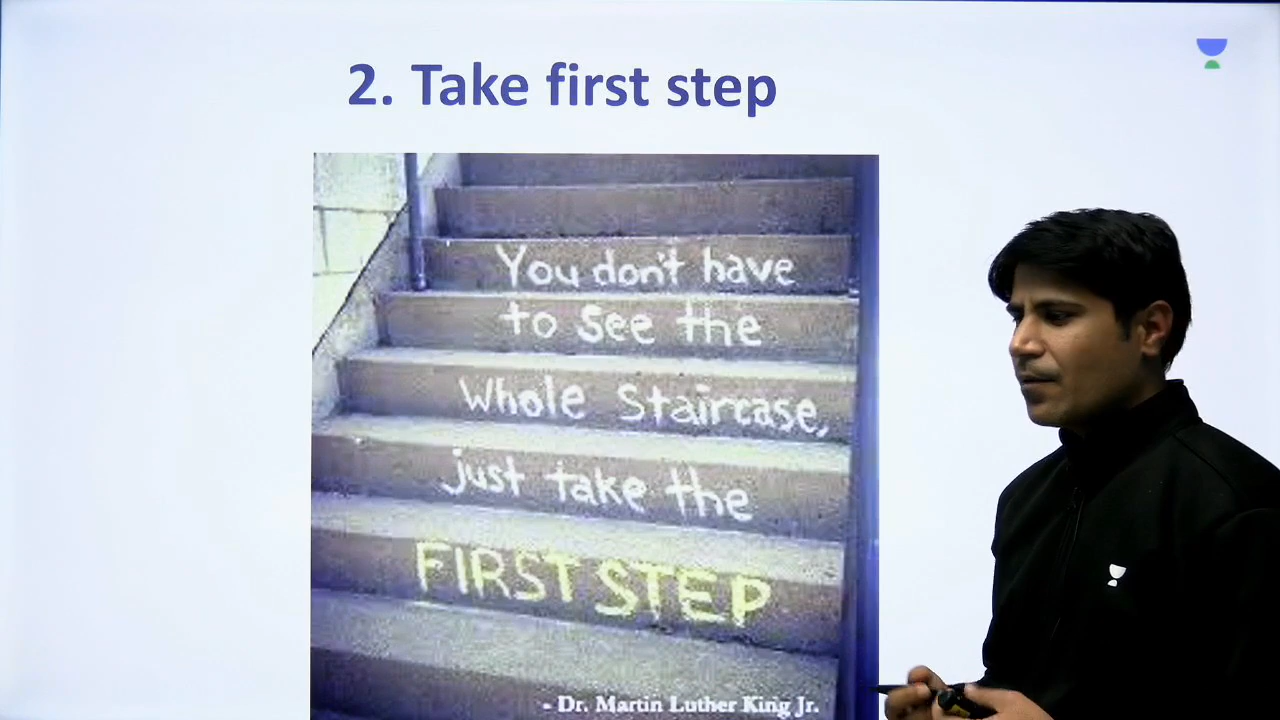 2. Take first step
You don't have
to see the
Whole Staircase,
just take the
FIRST STEP
- Dr. Martin Luther King Jr.